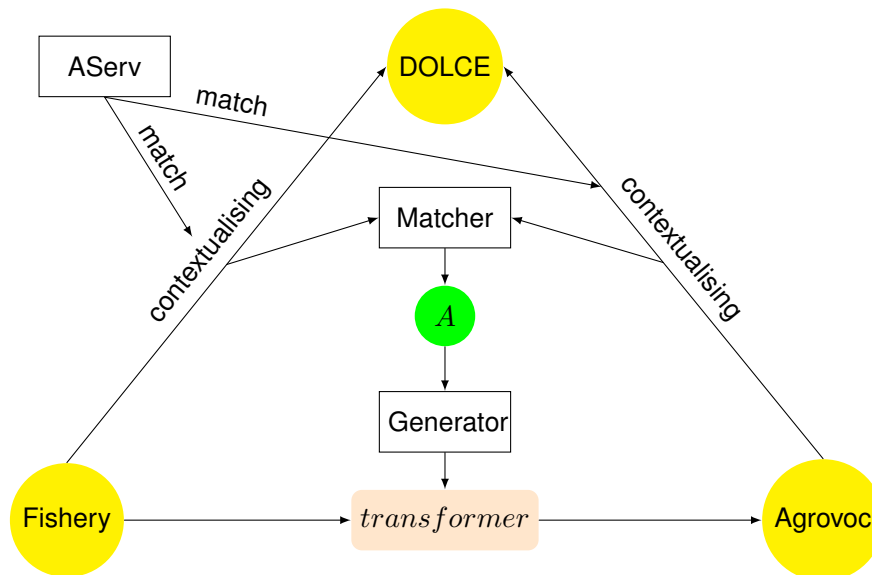 AServ
DOLCE
match
match
contextualising
contextualising
Matcher
A
Generator
Fishery
transformer
Agrovoc